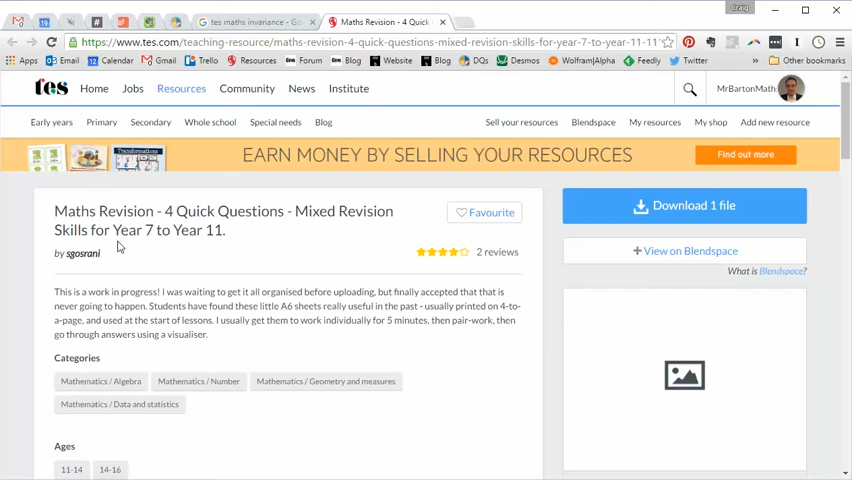 Craig
tes maths invariance - Go
Maths Revision - 4 Quick
https://www.tes.com/teaching-resource/maths-revision-4-quick-questions-mixed-revision-skills-for-year-7-to-year-11-11
Apps Email Calendar Gmail Trello Resources Forum Blog Website Blog DQs Desmos Wolfram|Alpha Feedly Twitter Other bookmarks
tes Home Jobs Resources Community News Institute MrBartonMath
Early years Primary Secondary Whole school Special needs Blog Sell your resources Blendspace My resources My shop Add new resource
EARN MONEY BY SELLING YOUR RESOURCES Find out more
Maths Revision - 4 Quick Questions - Mixed Revision
Skills for Year 7 to Year 11.
Favourite
by sgosrani
2 reviews
This is a work in progress! I was waiting to get it all organised before uploading, but finally accepted that that is
never going to happen. Students have found these little A6 sheets really useful in the past - usually printed on 4-to-
a-page, and used at the start of lessons. I usually get them to work individually for 5 minutes, then pair-work, then
go through answers using a visualiser.
Categories
Mathematics / Algebra Mathematics / Number Mathematics / Geometry and measures
Mathematics / Data and statistics
Ages
11-14 14-16
Download 1 file
+ View on Blendspace
What is Blendspace?